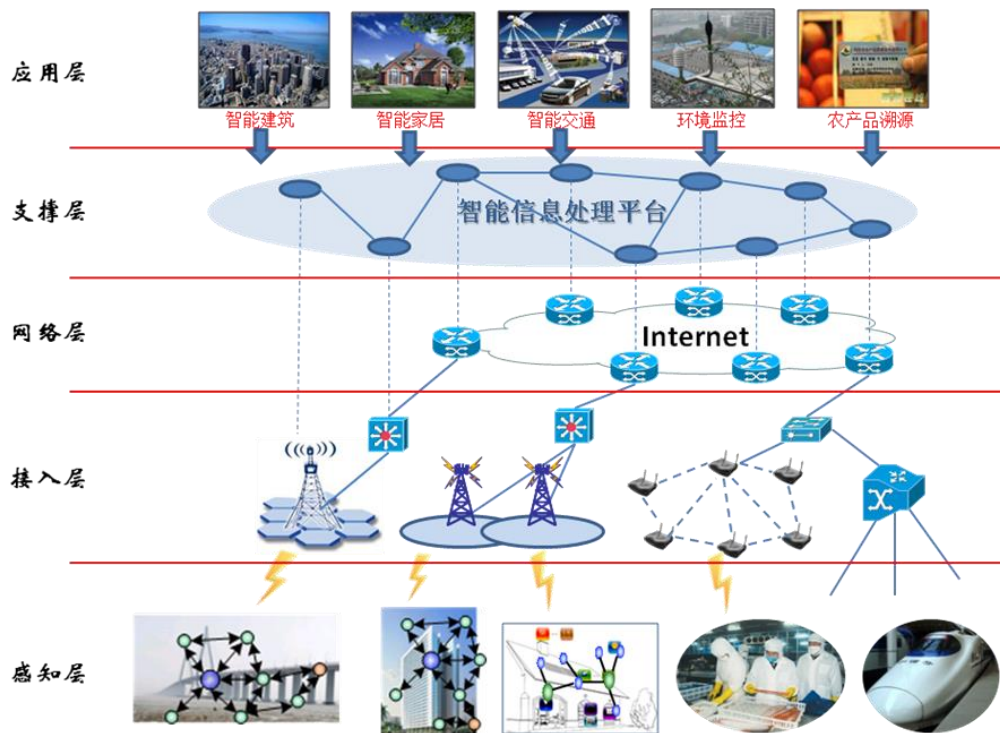 应用层
智能建筑
智能家居
智能交通
环境监控
农产品溯源
支撑层
智能信息处理平台
网络层
Internet
接入层
感知层